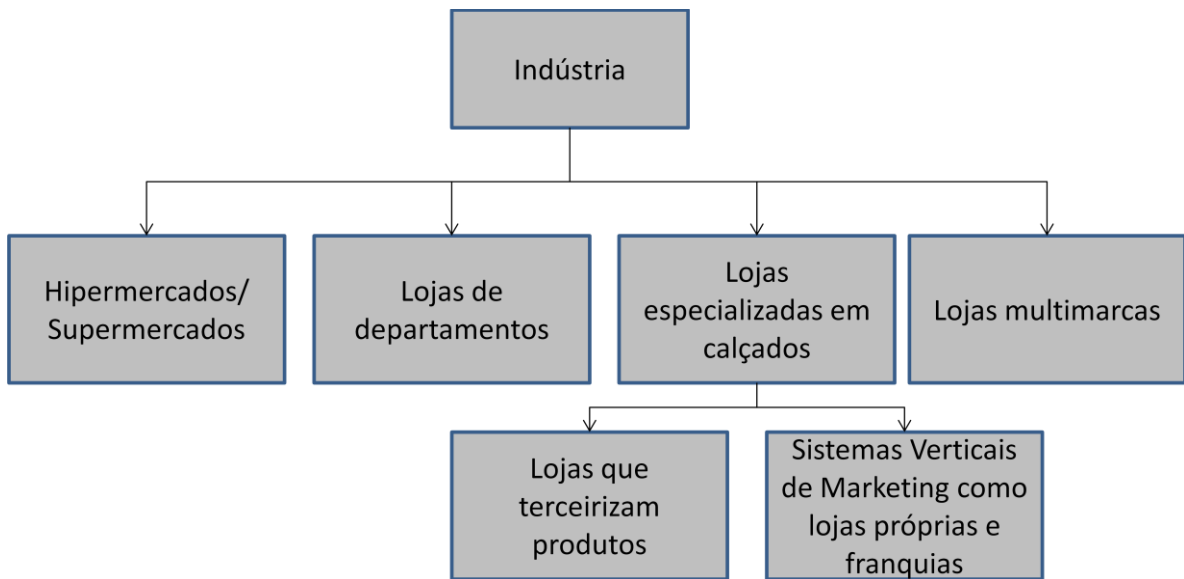 Indústria
Hipermercados/
Supermercados
Lojas de
departamentos
Lojas
especializadas em
calçados
Lojas multimarcas
Lojas que
terceirizam
produtos
Sistemas Verticais
de Marketing como
lojas próprias e
franquias